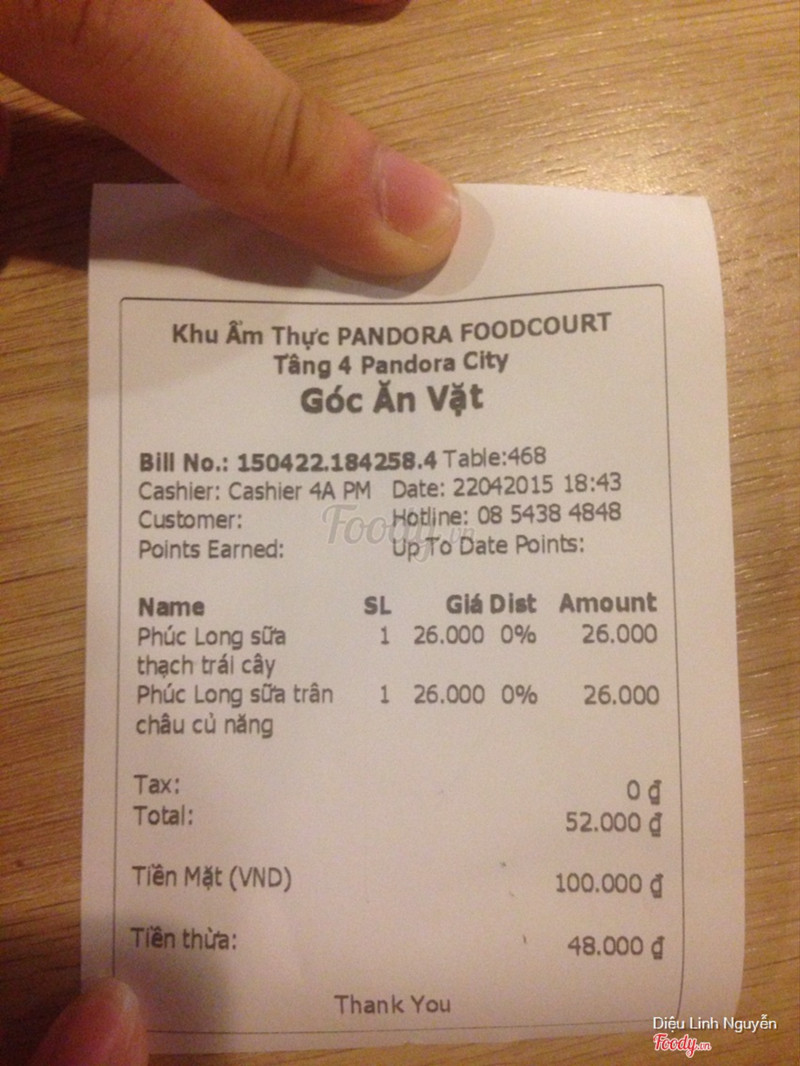 Khu Ẩm Thực PANDORA FOODCOURT
Tầng 4 Pandora City
Góc Ăn Vặt
Bill No.: 150422.184258.4 Table:468
Cashier: Cashier 4A PM Date: 22042015 18:43
Customer: Hotline: 08 5438 4848
Points Earned: Up To Date Points:
Name SL Giá Dist Amount
Phúc Long sữa 1 26.000 0% 26.000
thạch trái cây
Phúc Long sữa trân 1 26.000 0% 26.000
châu củ năng
Tax: 0 ₫
Total: 52.000 ₫
Tiền Mặt (VND) 100.000 ₫
Tiền thừa: 48.000 ₫
Thank You
Foody.vn
Diệu Linh Nguyễn
Foody.vn